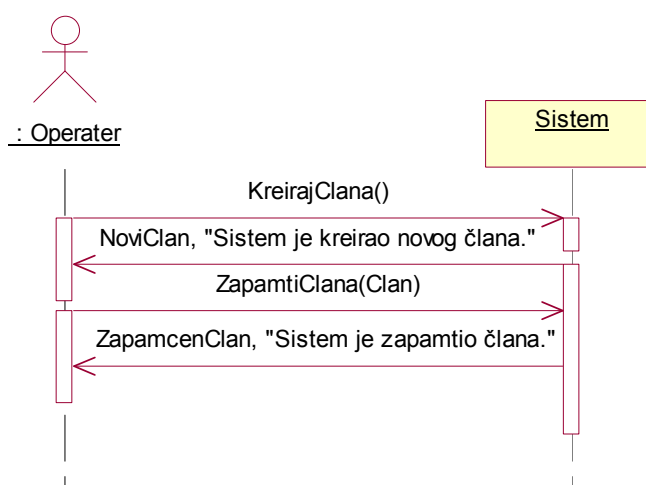 : Operater
Sistem
KreirajClana()
NoviClan, "Sistem je kreirao novog člana."
ZapamtiClana(Clan)
ZapamcenClan, "Sistem je zapamtio člana."